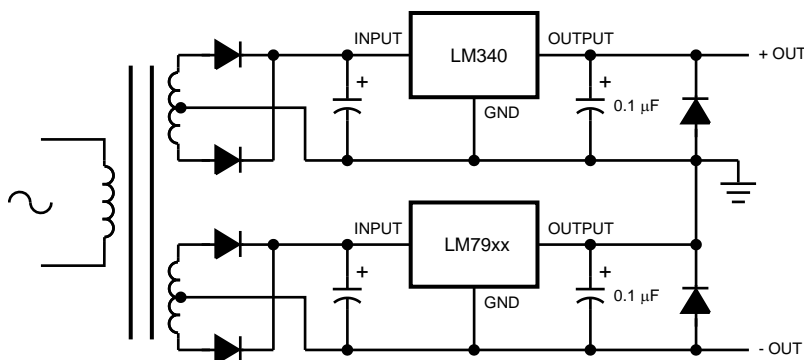 INPUT
LM340
OUTPUT
+ OUT
+
+
GND
0.1 μF
INPUT
LM79xx
OUTPUT
+
+
GND
0.1 μF
- OUT